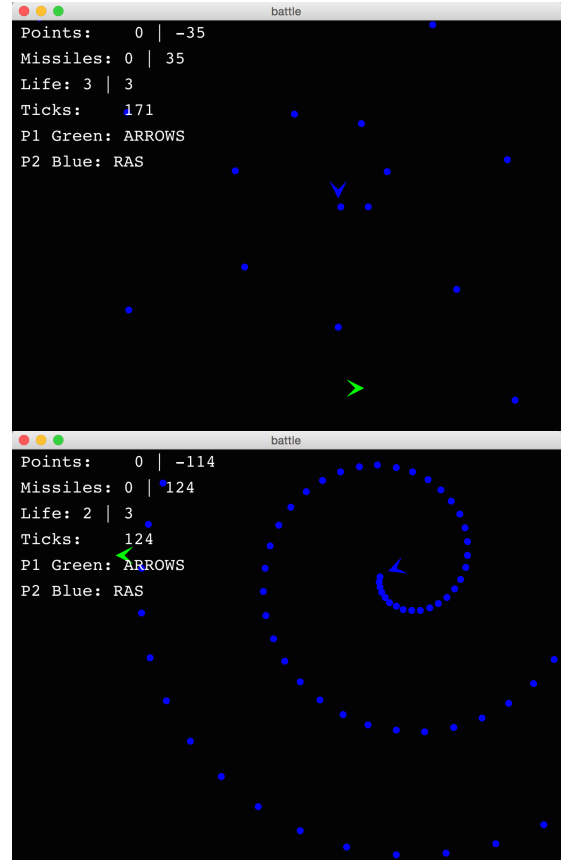 battle
Points: 0 | -35
Missiles: 0 | 35
Life: 3 | 3
Ticks: 171
P1 Green: ARROWS
P2 Blue: RAS
battle
Points: 0 | -114
Missiles: 0 | 124
Life: 2 | 3
Ticks: 124
P1 Green: ARROWS
P2 Blue: RAS